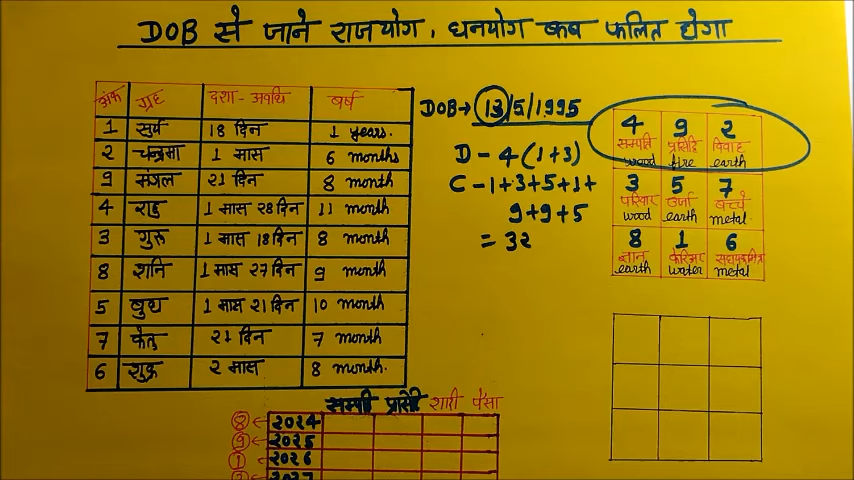 DOB से जाने राजयोग, धनयोग कब फलित होगा
अंक ग्रह दशा-अवधि वर्ष
1 सुर्य 18 दिन 1 years.
2 चन्द्रमा 1 मास 6 months
9 मंगल 21 दिन 8 month
4 राहु 1 मास 28 दिन 11 month
3 गुरु 1 मास 18 दिन 8 month
8 शनि 1 मास 27 दिन 9 month
5 बुध 1 मास 21 दिन 10 month
7 केतु 21 दिन 7 month
6 शुक्र 2 मास 8 month.
DOB→ 13/5/1995
D - 4 (1+3)
C - 1+3+5+1+
9+9+5
= 32
4 9 2
सम्पत्ति प्रसिद्धि विवाह
wood fire earth
3 5 7
परिवार उर्जा बच्चे
wood earth metal
8 1 6
ज्ञान कैरियर
earth water metal
सम्पत्ति प्रसिद्धि शादी पैसा
8 ← 2024
9 ← 2025
1 ← 2026
2027